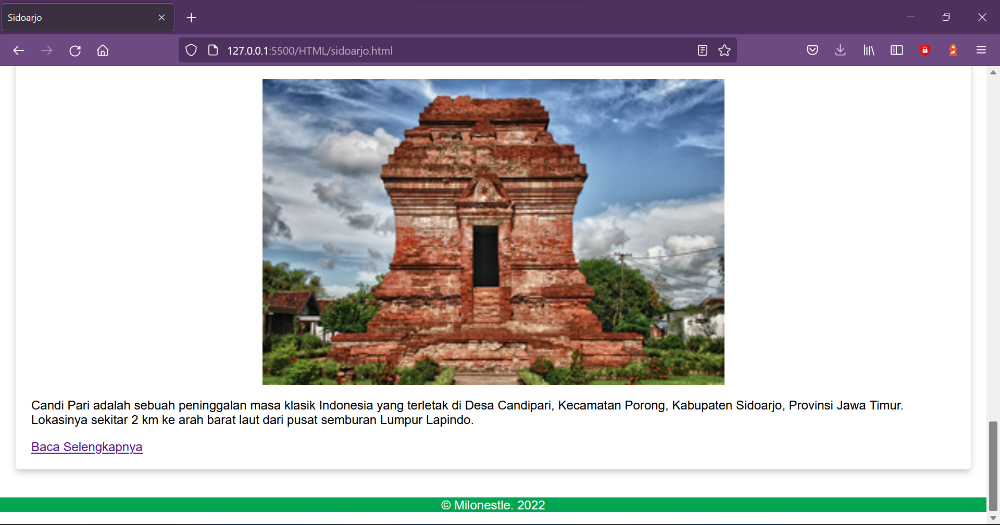 Sidoarjo
127.0.0.1:5500/HTML/sidoarjo.html
Candi Pari adalah sebuah peninggalan masa klasik Indonesia yang terletak di Desa Candipari, Kecamatan Porong, Kabupaten Sidoarjo, Provinsi Jawa Timur.
Lokasinya sekitar 2 km ke arah barat laut dari pusat semburan Lumpur Lapindo.
Baca Selengkapnya
© Milonestle. 2022